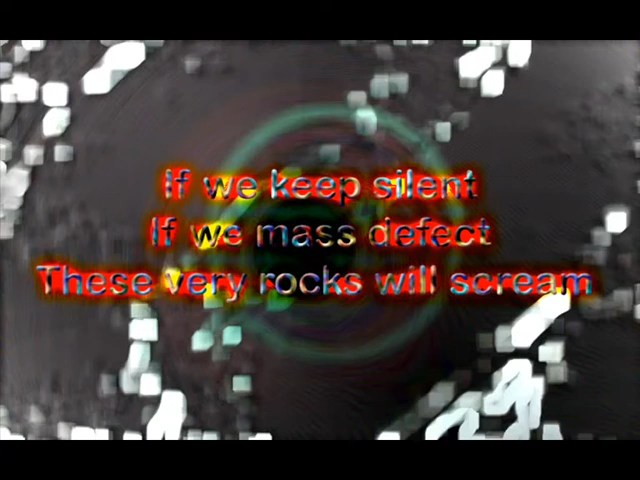 If we keep silent
If we mass defect
These very rocks will scream